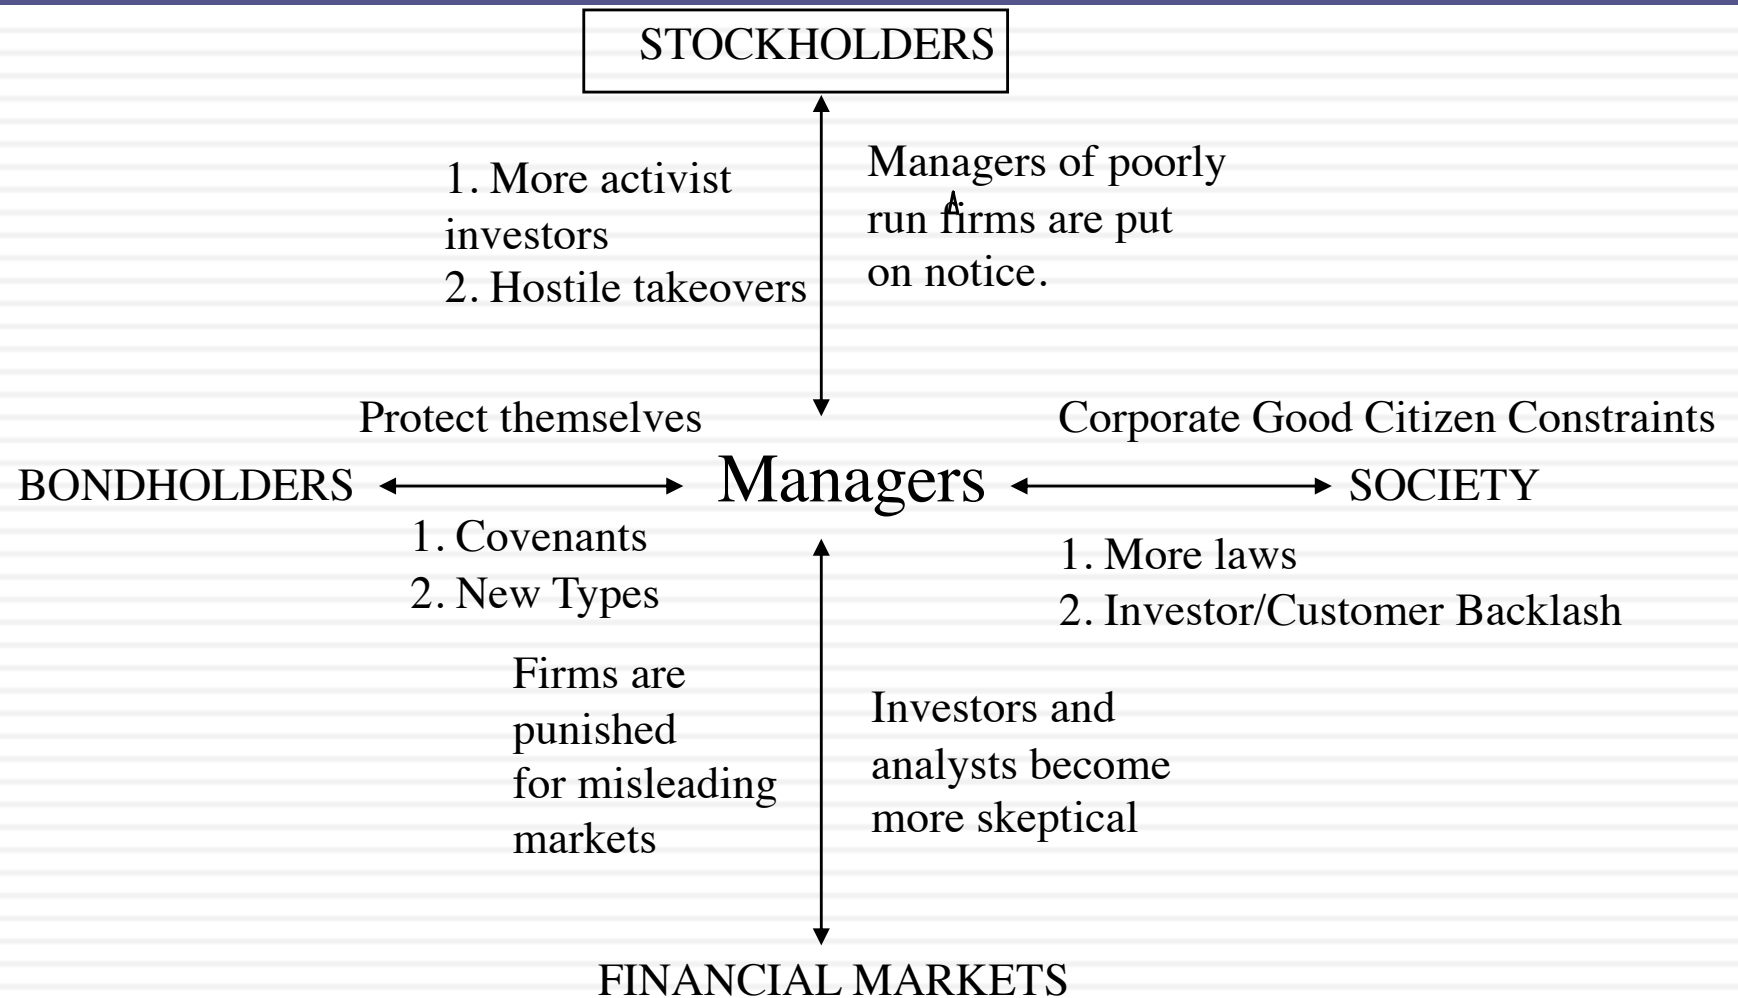 STOCKHOLDERS
1. More activist
investors
2. Hostile takeovers
Managers of poorly
run firms are put
on notice.
Protect themselves
Corporate Good Citizen Constraints
BONDHOLDERS
Managers
SOCIETY
1. Covenants
2. New Types
1. More laws
2. Investor/Customer Backlash
Firms are
punished
for misleading
markets
Investors and
analysts become
more skeptical
FINANCIAL MARKETS